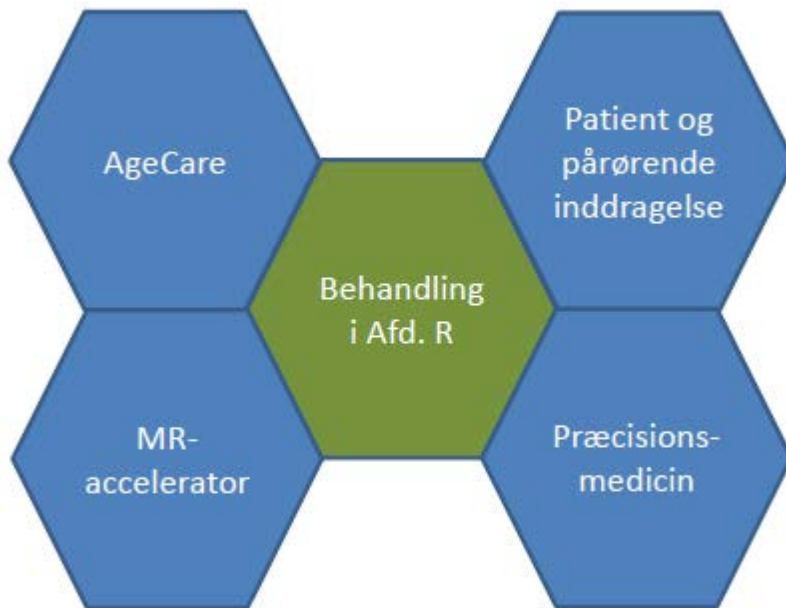 AgeCare
Patient og
pårørende
inddragelse
Behandling
i Afd. R
MR-
accelerator
Præcisions-
medicin